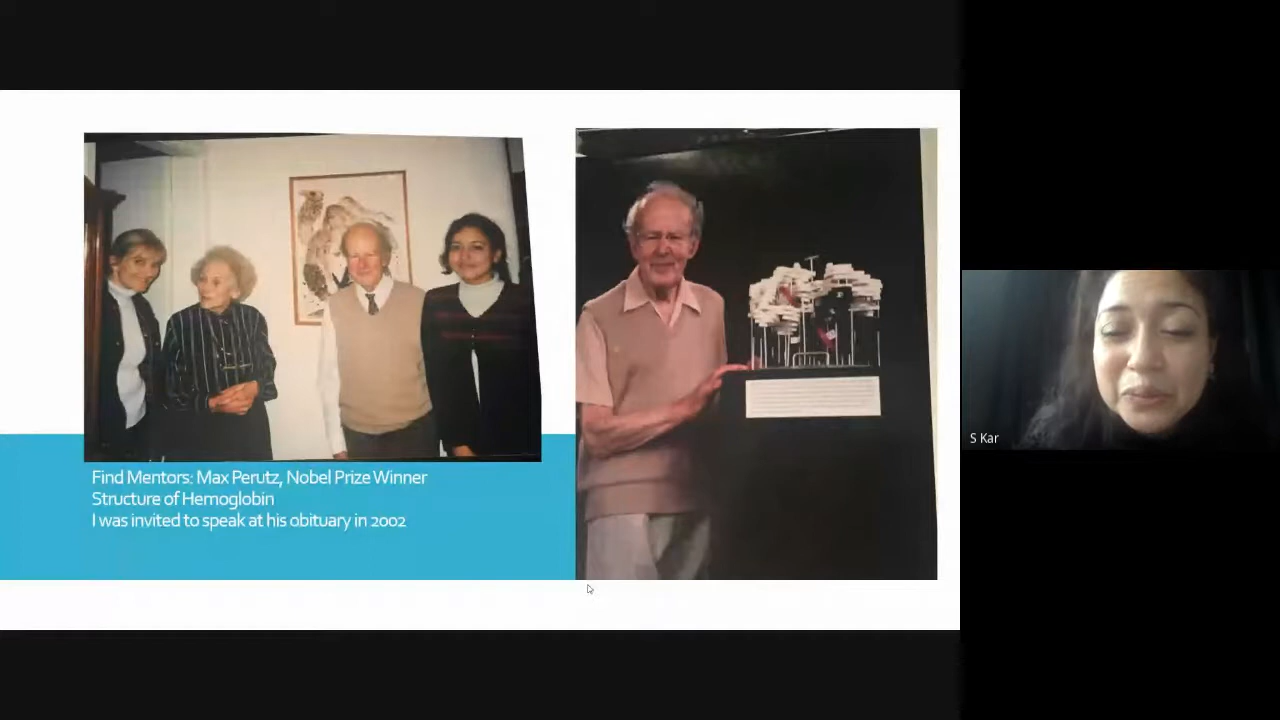 Find Mentors: Max Perutz, Nobel Prize Winner
Structure of Hemoglobin
I was invited to speak at his obituary in 2002
S Kar